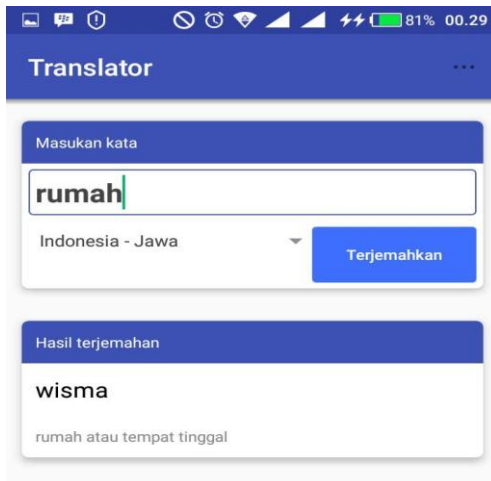 81% 00.29
Translator
Masukan kata
rumah
Indonesia - Jawa
Terjemahkan
Hasil terjemahan
wisma
rumah atau tempat tinggal